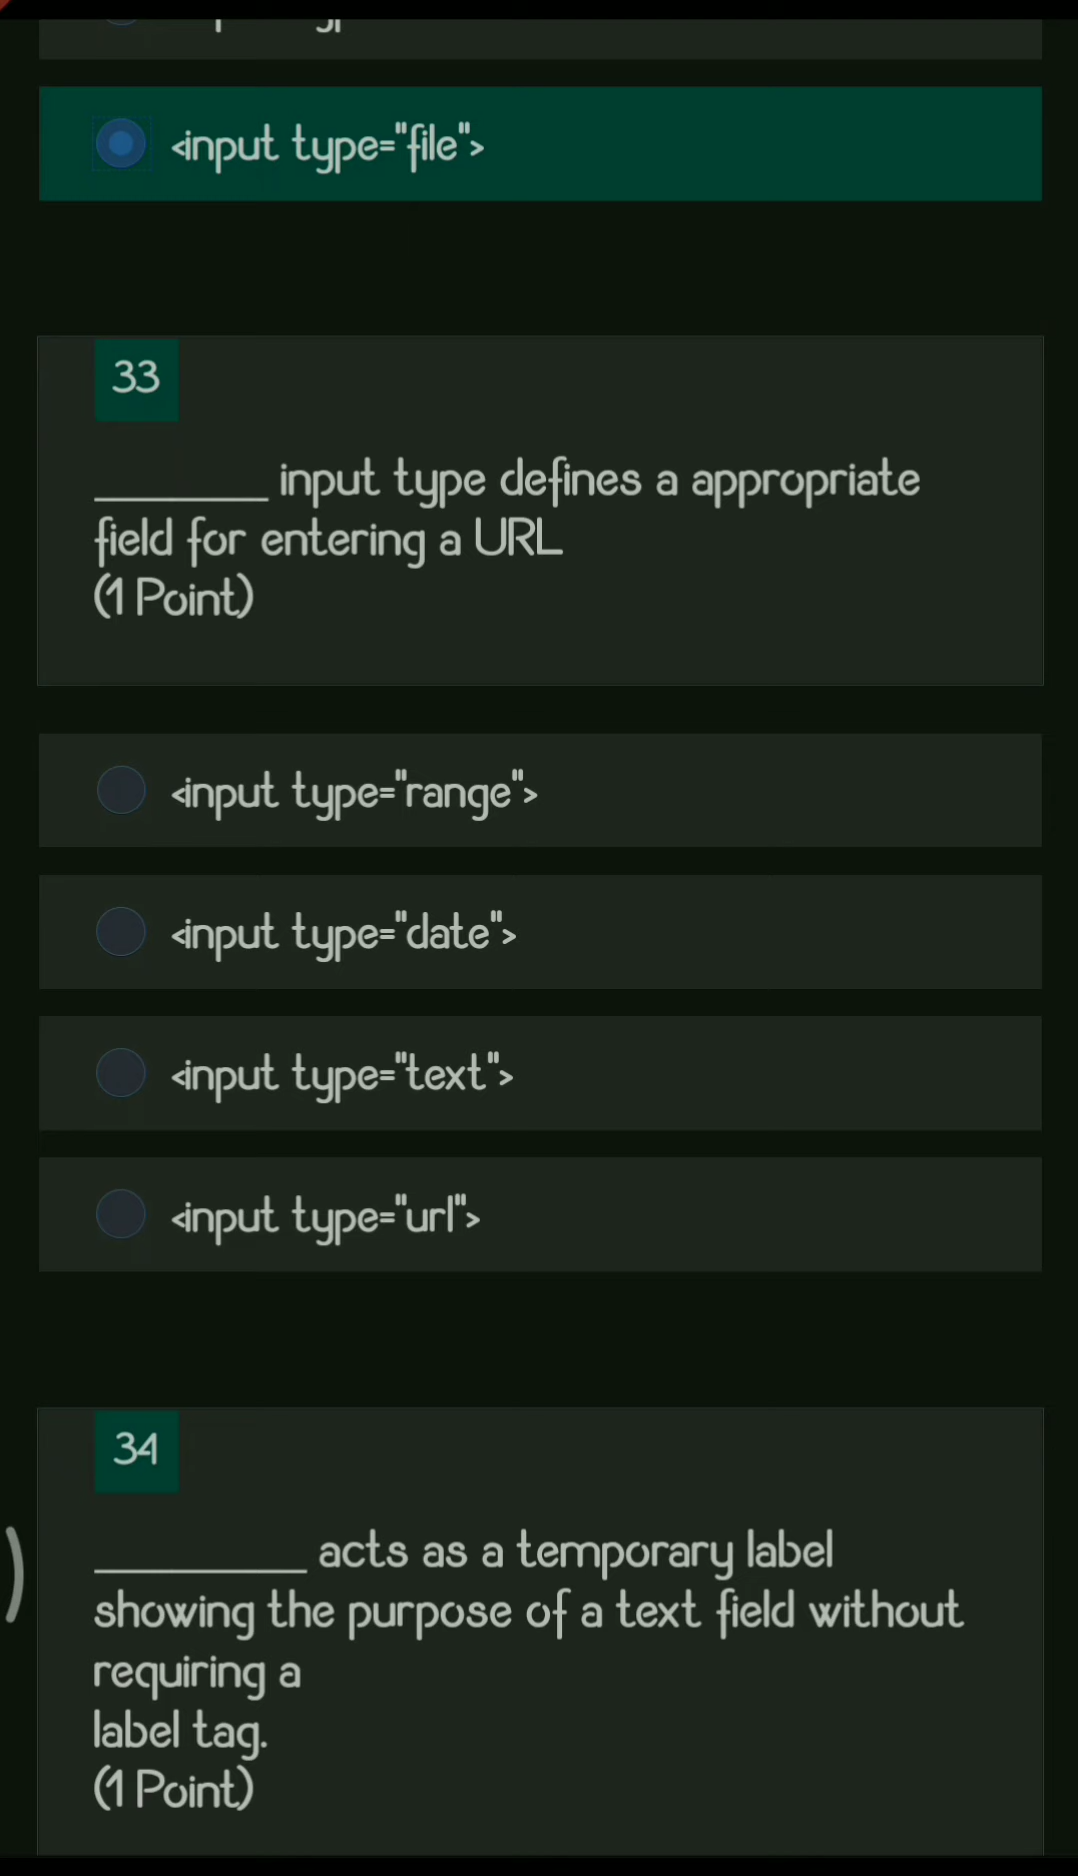 <input type="file">
33
________ input type defines a appropriate
field for entering a URL
(1 Point)
<input type="range">
<input type="date">
<input type="text">
<input type="url">
34
__________ acts as a temporary label
showing the purpose of a text field without
requiring a
label tag.
(1 Point)